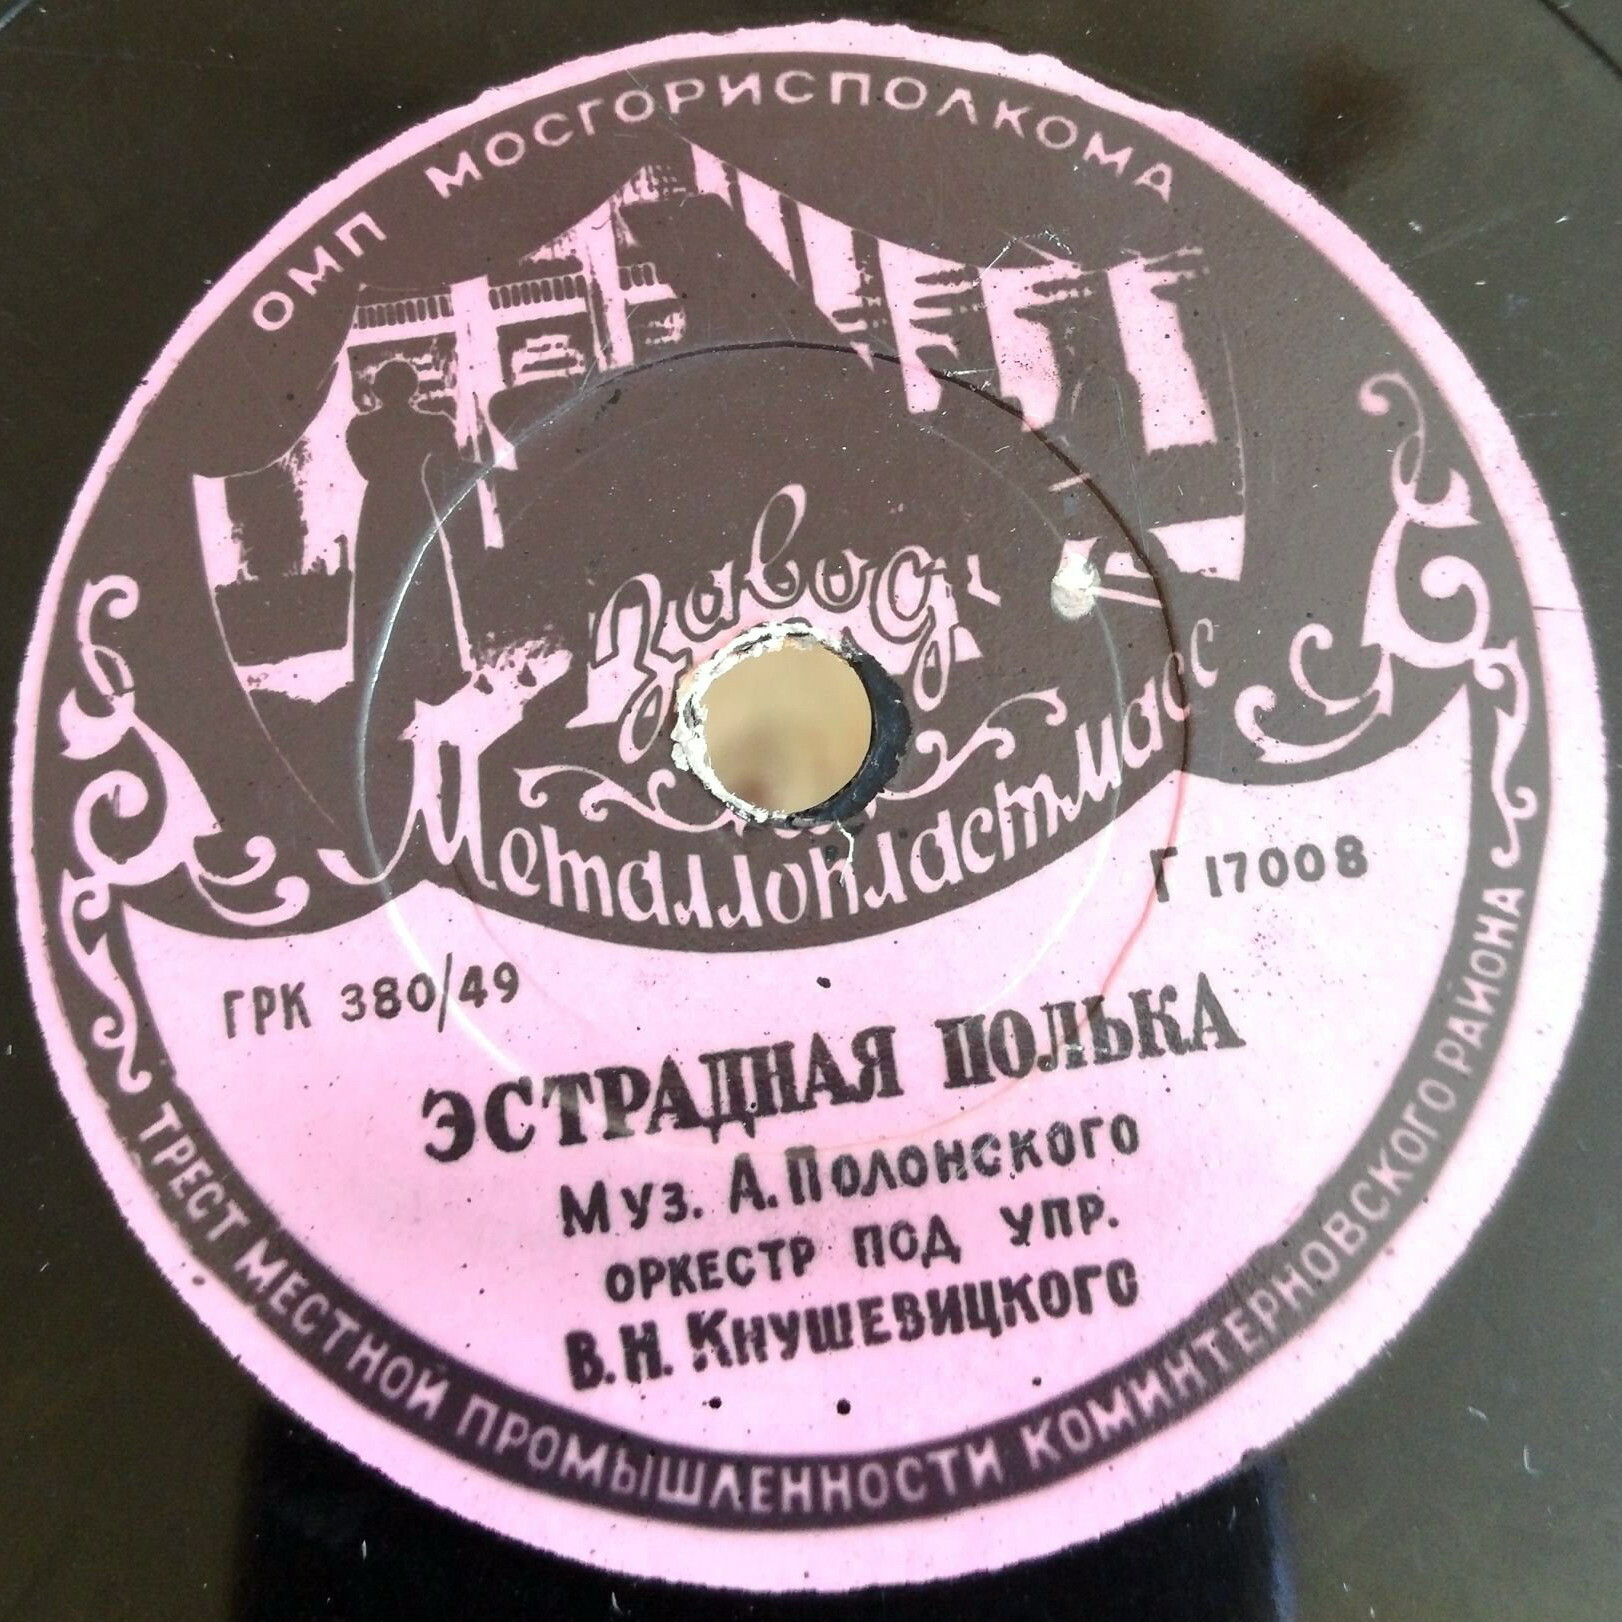 ОМП МОСГОРИСПОЛКОМА
Завод
Металлопластмасс
Г 17008
ГРК 380/49
ЭСТРАДНАЯ ПОЛЬКА
Муз. А. Полонского
ОРКЕСТР ПОД УПР.
В. Н. Кнушевицкого
ТРЕСТ МЕСТНОЙ ПРОМЫШЛЕННОСТИ КОМИНТЕРНОВСКОГО РАЙОНА